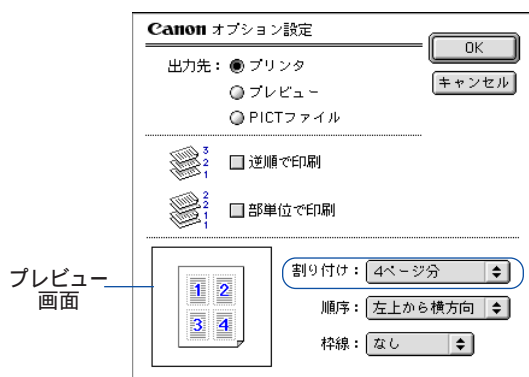 Canon オプション設定
OK
出力先： プリンタ
キャンセル
プレビュー
PICTファイル
3
2
1
逆順で印刷
2
2
1
1
部単位で印刷
プレビュー
画面
1 2
3 4
割り付け： 4ページ分
順序： 左上から横方向
枠線： なし